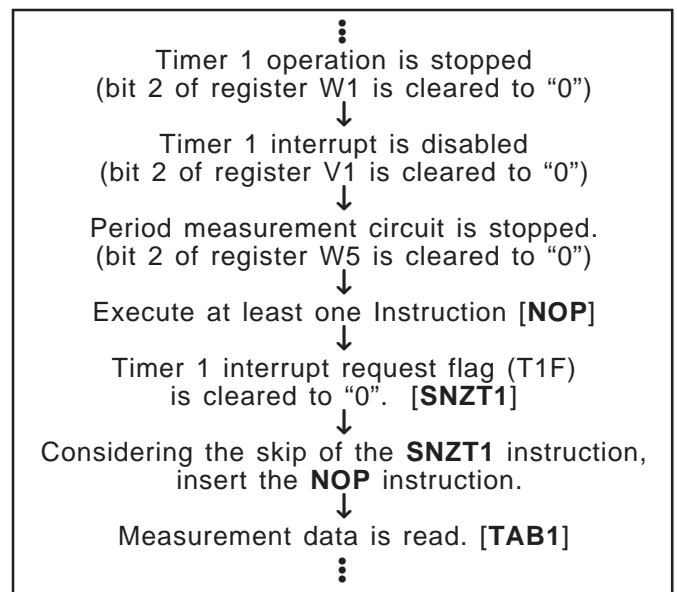 Timer 1 operation is stopped
(bit 2 of register W1 is cleared to “0”)
↓
Timer 1 interrupt is disabled
(bit 2 of register V1 is cleared to “0”)
↓
Period measurement circuit is stopped.
(bit 2 of register W5 is cleared to “0”)
↓
Execute at least one Instruction [NOP]
↓
Timer 1 interrupt request flag (T1F)
is cleared to “0”. [SNZT1]
↓
Considering the skip of the SNZT1 instruction,
insert the NOP instruction.
↓
Measurement data is read. [TAB1]